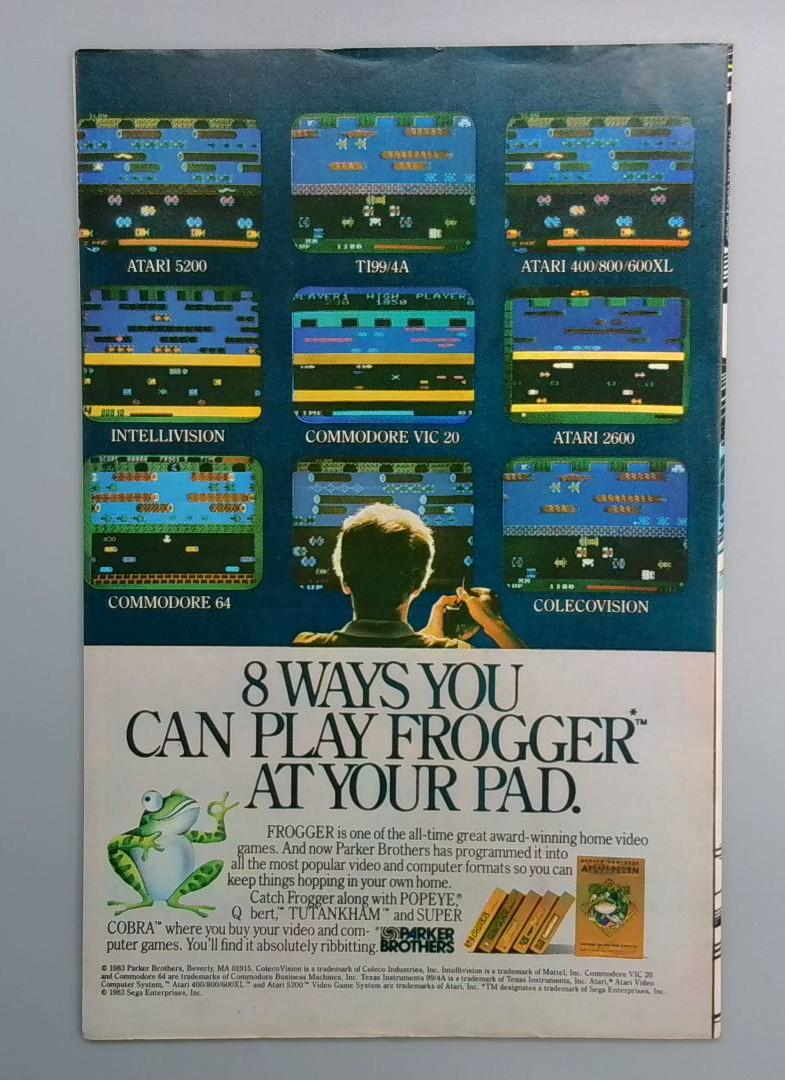 ATARI 5200
TI99/4A
ATARI 400/800/600XL
PLAYER1 HIGH PLAYER
INTELLIVISION
COMMODORE VIC 20
ATARI 2600
COMMODORE 64
COLECOVISION
8 WAYS YOU
CAN PLAY FROGGER*™
AT YOUR PAD.
FROGGER is one of the all-time great award-winning home video
games. And now Parker Brothers has programmed it into
all the most popular video and computer formats so you can
keep things hopping in your own home.
Catch Frogger along with POPEYE,®
Q bert,™ TUTANKHAM™ and SUPER
COBRA™ where you buy your video and com-
puter games. You'll find it absolutely ribbitting.
PARKER
BROTHERS
© 1983 Parker Brothers, Beverly, MA 01915. ColecoVision is a trademark of Coleco Industries, Inc. Intellivision is a trademark of Mattel, Inc. Commodore VIC 20
and Commodore 64 are trademarks of Commodore Business Machines, Inc. Texas Instruments 99/4A is a trademark of Texas Instruments, Inc. Atari,® Atari Video
Computer System,™ Atari 400/800/600XL™ and Atari 5200™ Video Game System are trademarks of Atari, Inc. *TM designates a trademark of Sega Enterprises, Inc.
© 1983 Sega Enterprises, Inc.